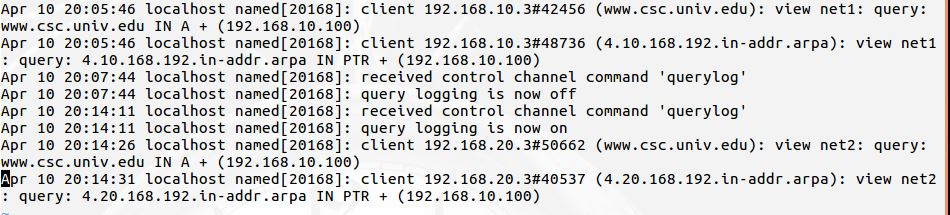 Apr 10 20:05:46 localhost named[20168]: client 192.168.10.3#42456 (www.csc.univ.edu): view net1: query:
www.csc.univ.edu IN A + (192.168.10.100)
Apr 10 20:05:46 localhost named[20168]: client 192.168.10.3#48736 (4.10.168.192.in-addr.arpa): view net1
: query: 4.10.168.192.in-addr.arpa IN PTR + (192.168.10.100)
Apr 10 20:07:44 localhost named[20168]: received control channel command 'querylog'
Apr 10 20:07:44 localhost named[20168]: query logging is now off
Apr 10 20:14:11 localhost named[20168]: received control channel command 'querylog'
Apr 10 20:14:11 localhost named[20168]: query logging is now on
Apr 10 20:14:26 localhost named[20168]: client 192.168.20.3#50662 (www.csc.univ.edu): view net2: query:
www.csc.univ.edu IN A + (192.168.10.100)
Apr 10 20:14:31 localhost named[20168]: client 192.168.20.3#40537 (4.20.168.192.in-addr.arpa): view net2
: query: 4.20.168.192.in-addr.arpa IN PTR + (192.168.10.100)
~